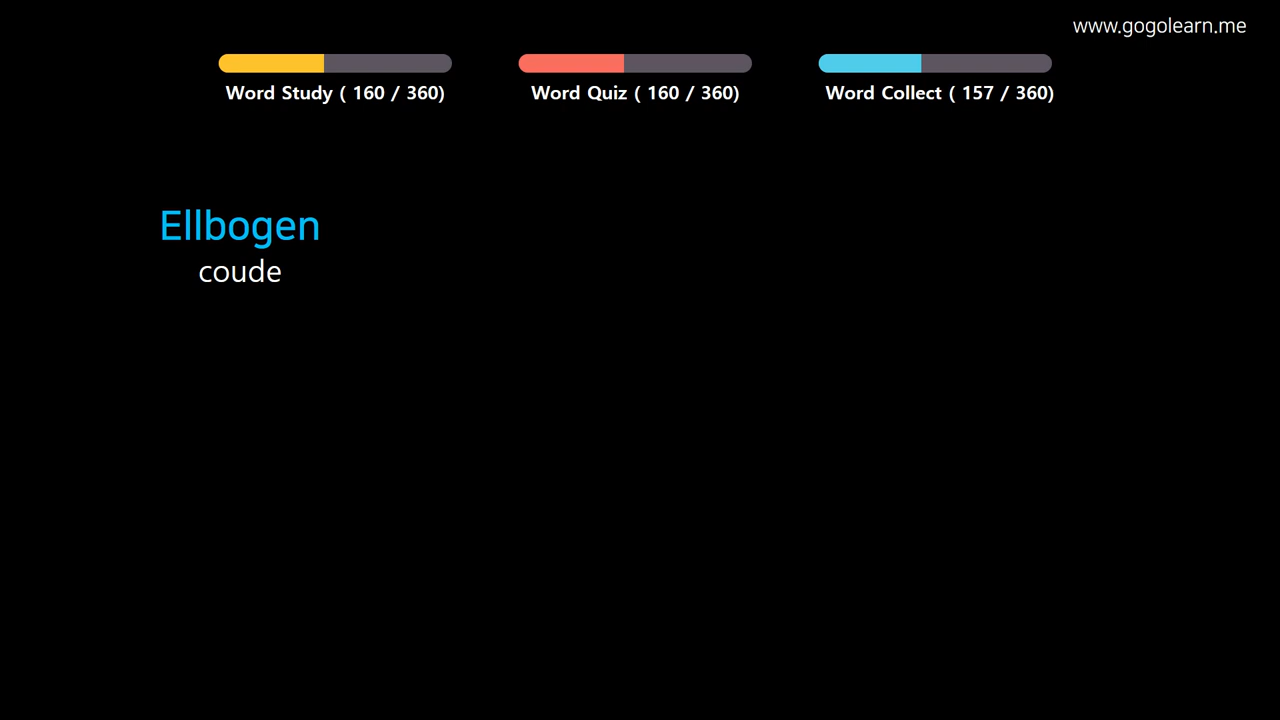 www.gogolearn.me
Word Study ( 160 / 360)
Word Quiz ( 160 / 360)
Word Collect ( 157 / 360)
Ellbogen
coude